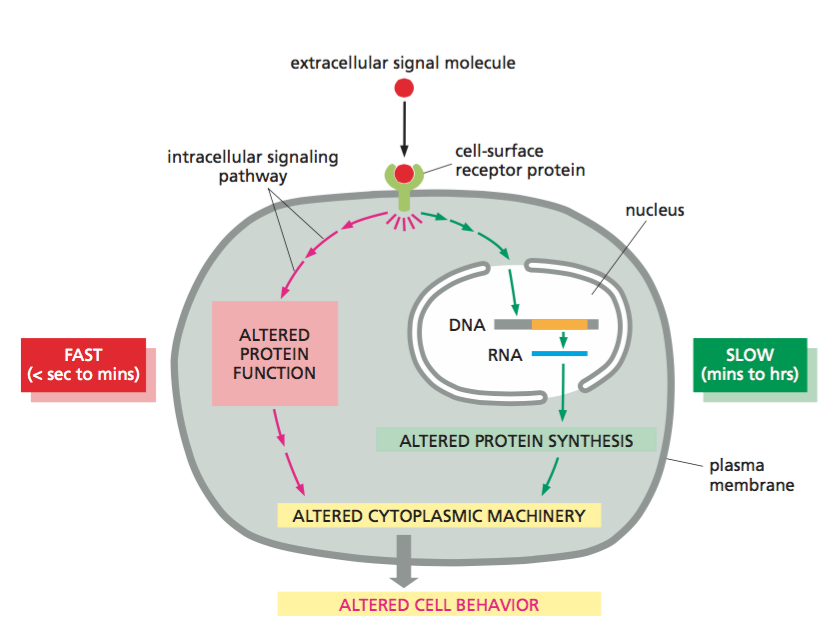 extracellular signal molecule
intracellular signaling
pathway
cell-surface
receptor protein
nucleus
DNA
RNA
ALTERED
PROTEIN
FUNCTION
FAST
(< sec to mins)
SLOW
(mins to hrs)
ALTERED PROTEIN SYNTHESIS
plasma
membrane
ALTERED CYTOPLASMIC MACHINERY
ALTERED CELL BEHAVIOR